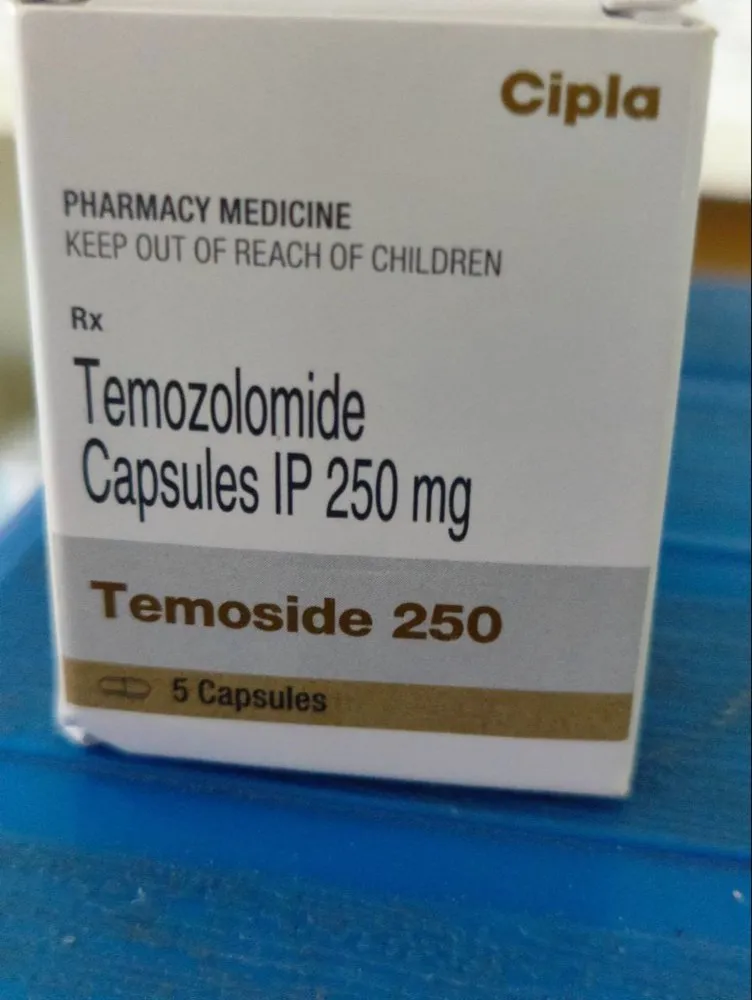 Cipla
PHARMACY MEDICINE
KEEP OUT OF REACH OF CHILDREN
Rx
Temozolomide
Capsules IP 250 mg
Temoside 250
5 Capsules